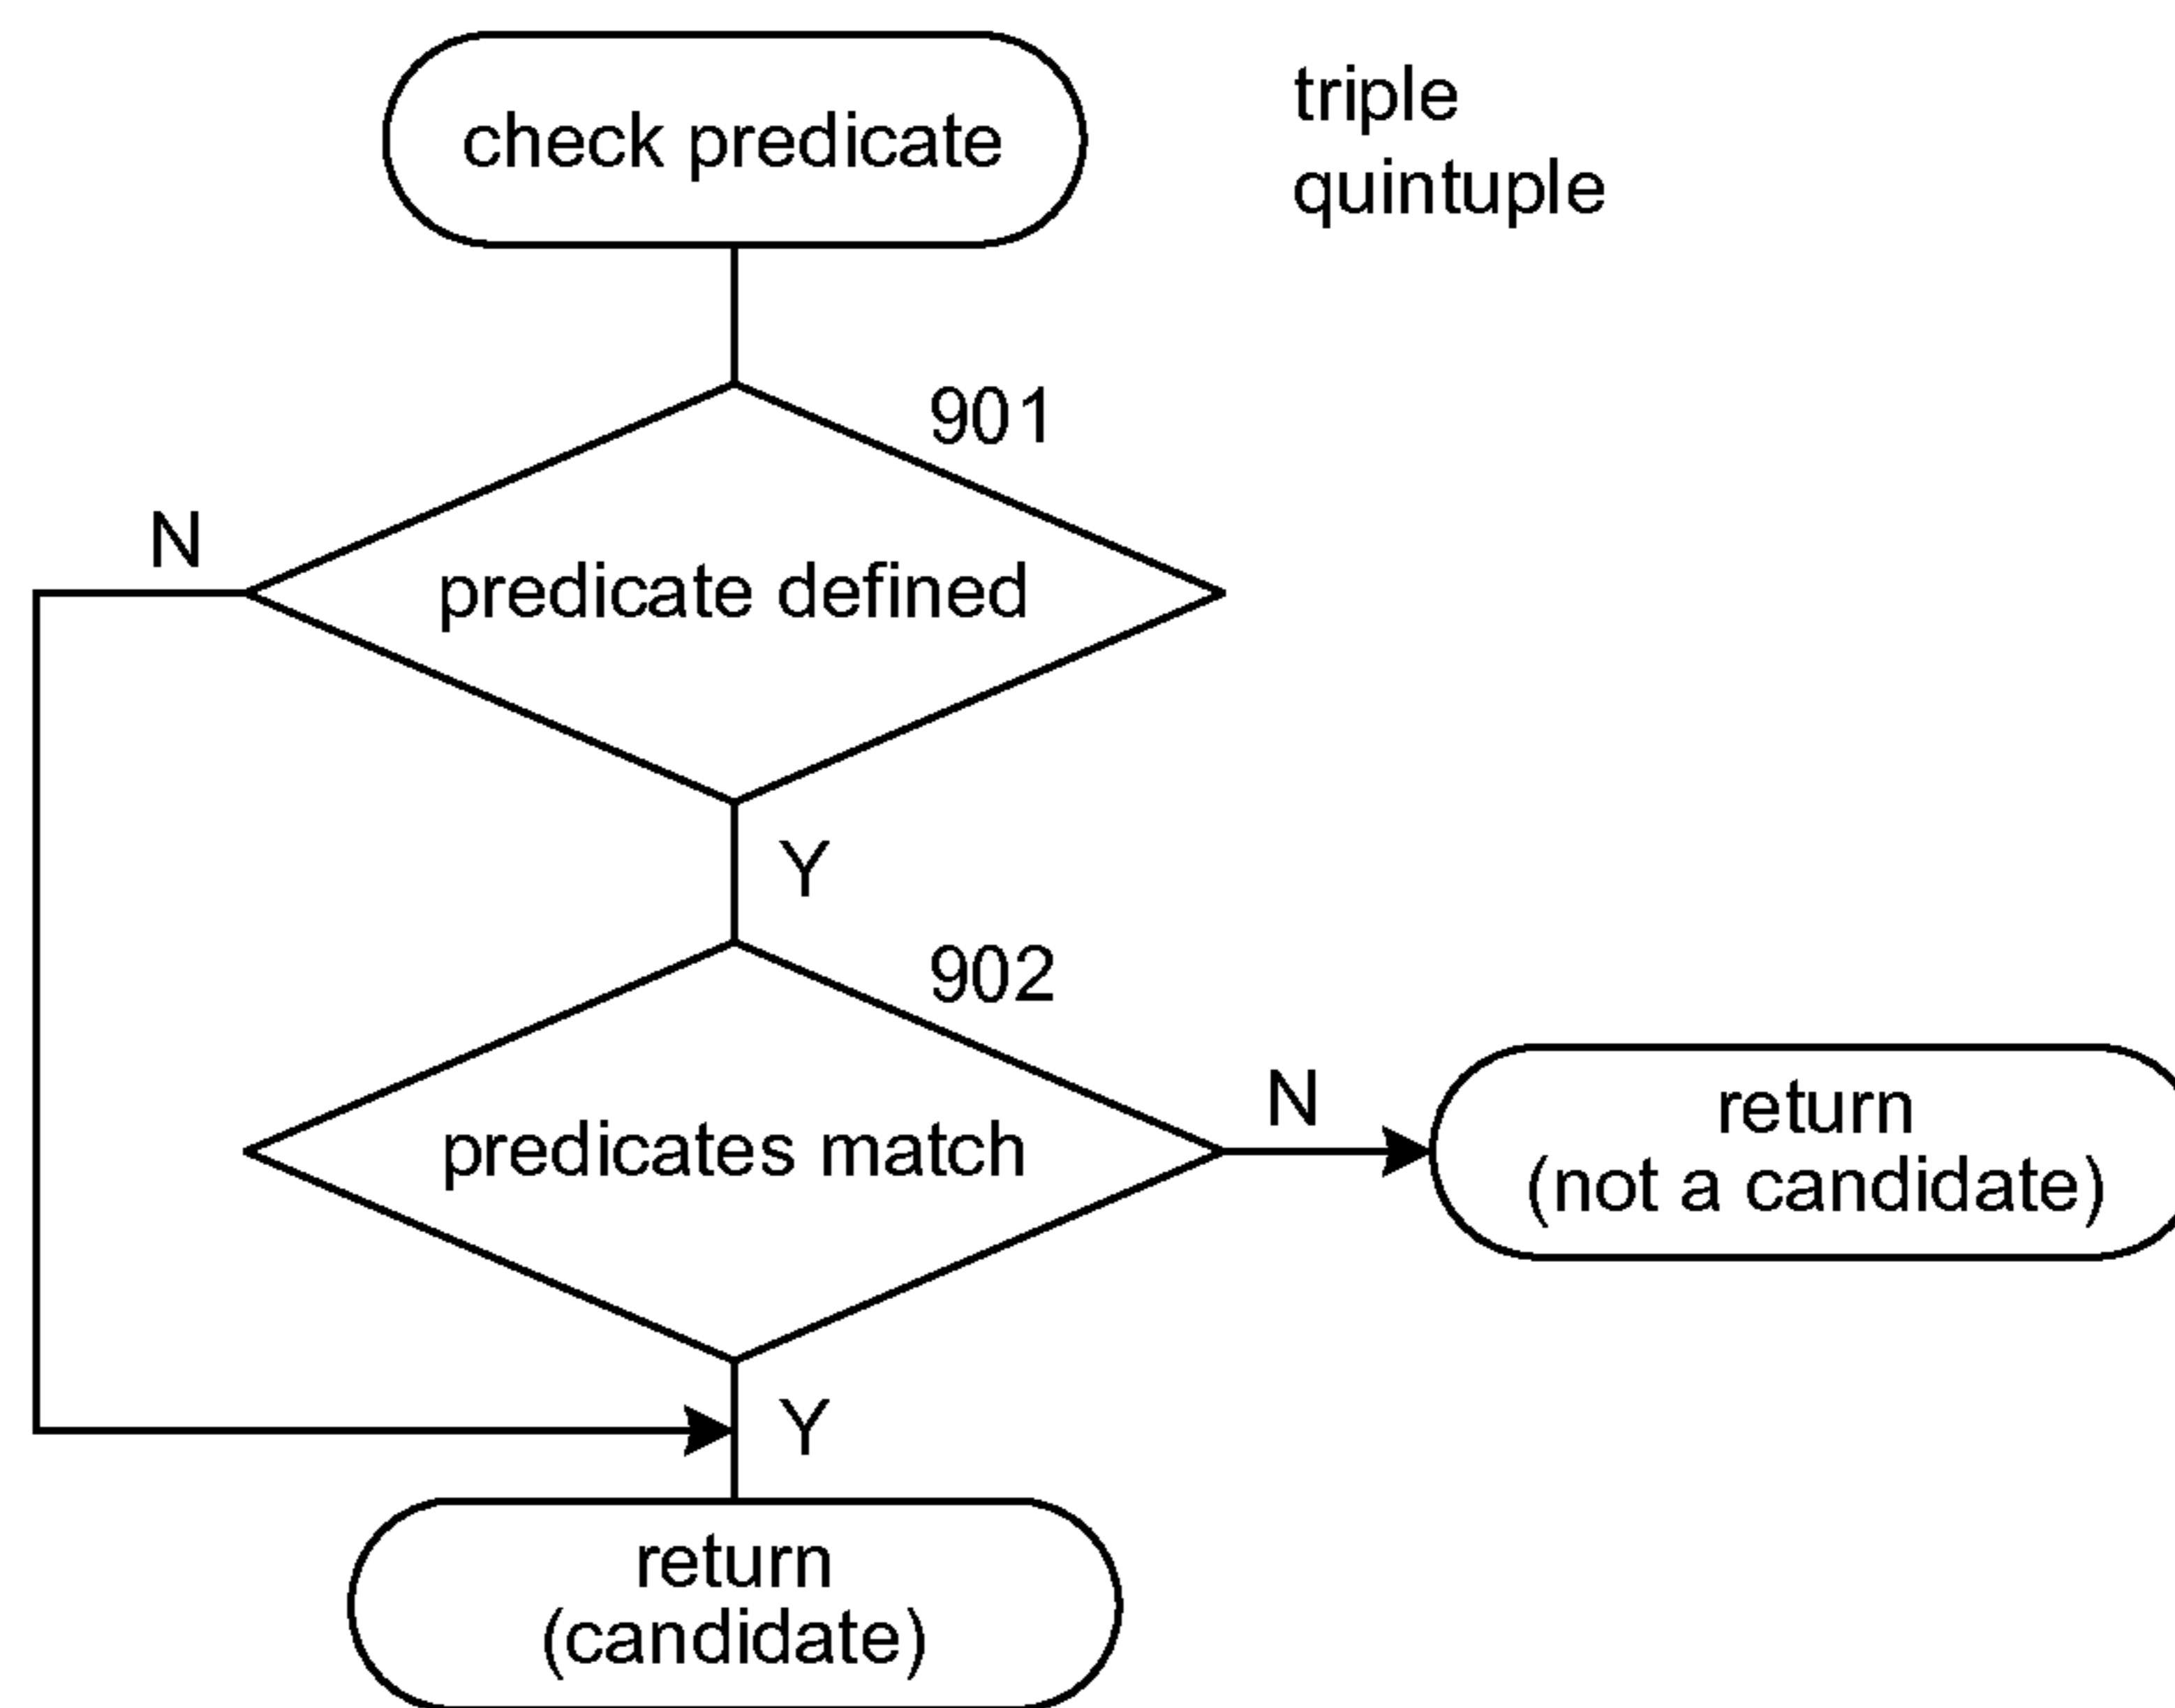 check predicate
triple
quintuple
901
N
predicate defined
Y
902
predicates match
N
return
(not a candidate)
Y
return
(candidate)